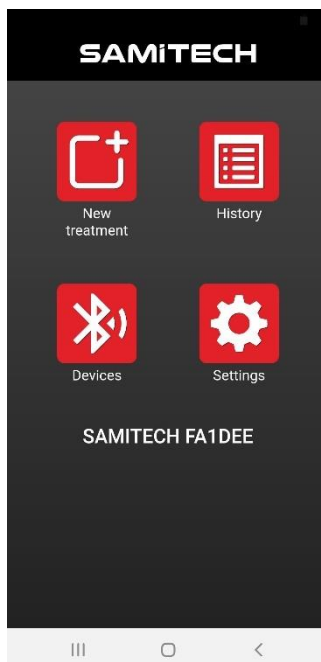 SAMiTECH
New
treatment
History
Devices
Settings
SAMITECH FA1DEE